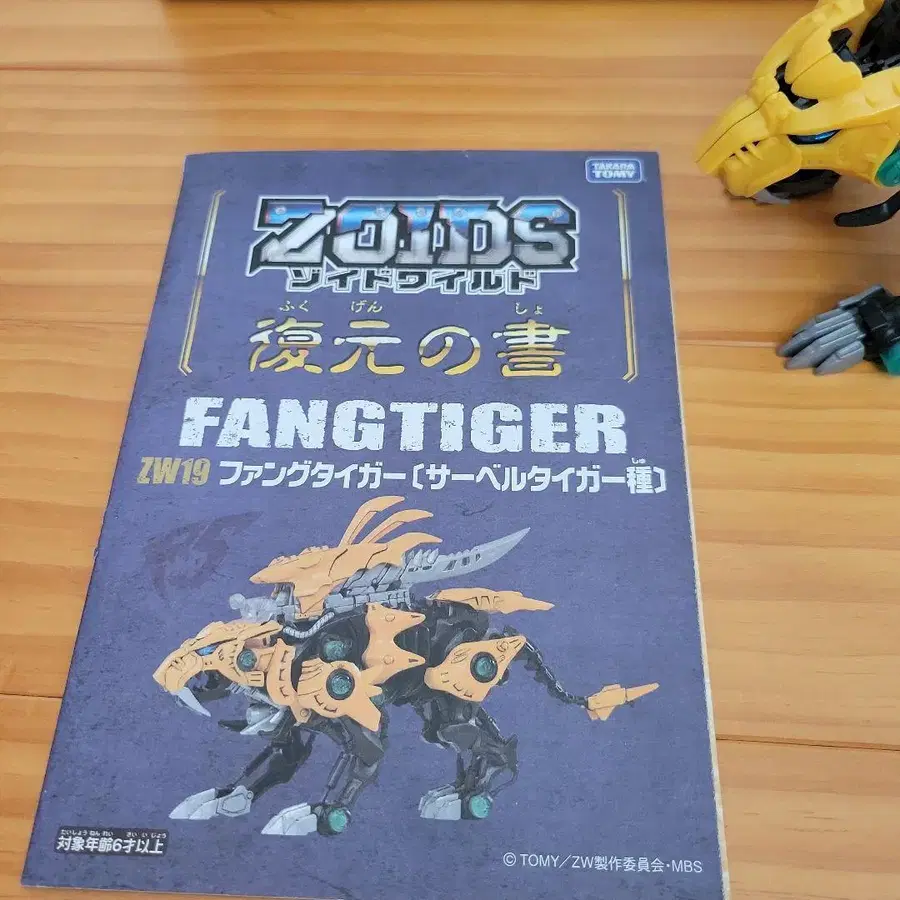 TAKARA TOMY
ZOIDS
ゾイドワイルド
ふく げん しょ
復元の書
FANGTIGER
しゅ
ZW19 ファングタイガー〔サーベルタイガー種〕
たいしょうねんれい さいいじょう
対象年齢6才以上
© TOMY/ZW製作委員会・MBS